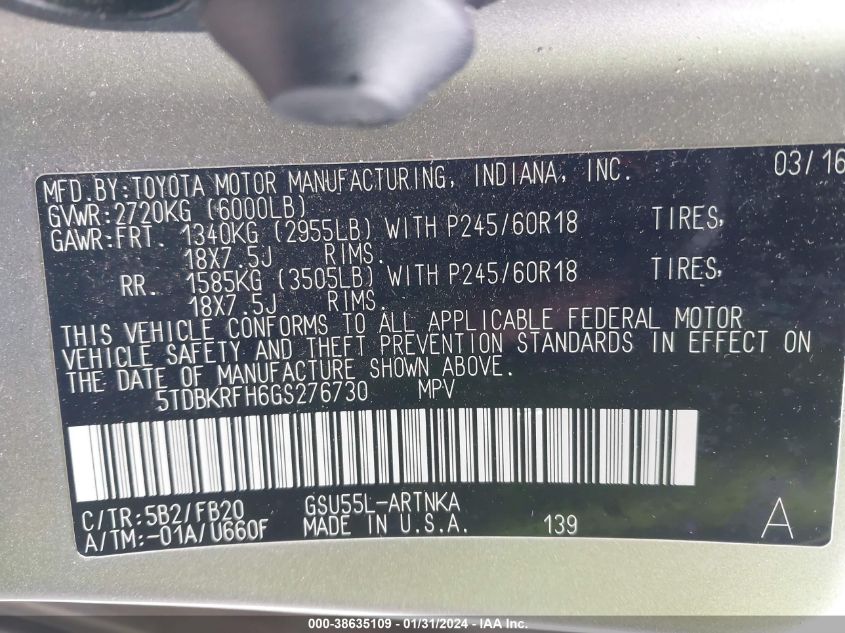 MFD.BY:TOYOTA MOTOR MANUFACTURING, INDIANA, INC. 03/16
GVWR:2720KG (6000LB)
GAWR:FRT. 1340KG (2955LB) WITH P245/60R18 TIRES,
18X7.5J RIMS.
RR. 1585KG (3505LB) WITH P245/60R18 TIRES,
18X7.5J RIMS.
THIS VEHICLE CONFORMS TO ALL APPLICABLE FEDERAL MOTOR
VEHICLE SAFETY AND THEFT PREVENTION STANDARDS IN EFFECT ON
THE DATE OF MANUFACTURE SHOWN ABOVE.
5TDBKRFH6GS276730 MPV
C/TR:5B2/FB20 GSU55L-ARTNKA
A/TM:-01A/U660F MADE IN U.S.A. 139 A
000-38635109 - 01/31/2024 - IAA Inc.